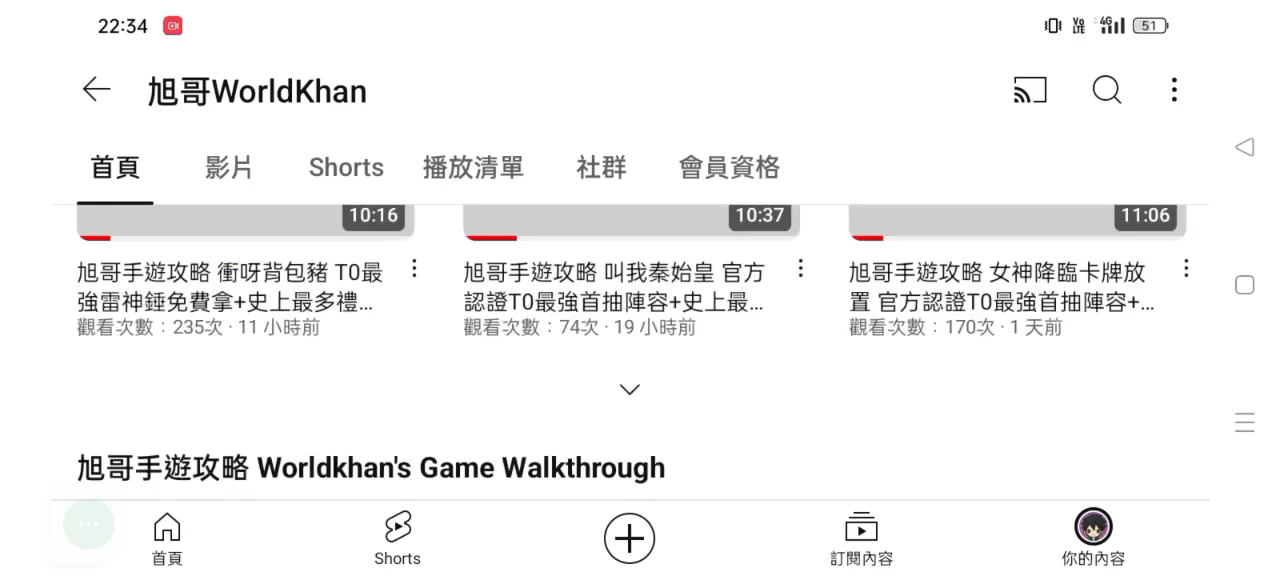 22:34
VoLTE 4G 51
旭哥WorldKhan
首頁 影片 Shorts 播放清單 社群 會員資格
10:16 10:37 11:06
旭哥手遊攻略 衝呀背包豬 T0最
強雷神錘免費拿+史上最多禮...
觀看次數：235次 · 11 小時前
旭哥手遊攻略 叫我秦始皇 官方
認證T0最強首抽陣容+史上最...
觀看次數：74次 · 19 小時前
旭哥手遊攻略 女神降臨卡牌放
置 官方認證T0最強首抽陣容+...
觀看次數：170次 · 1 天前
旭哥手遊攻略 Worldkhan's Game Walkthrough
首頁 Shorts 訂閱內容 你的內容